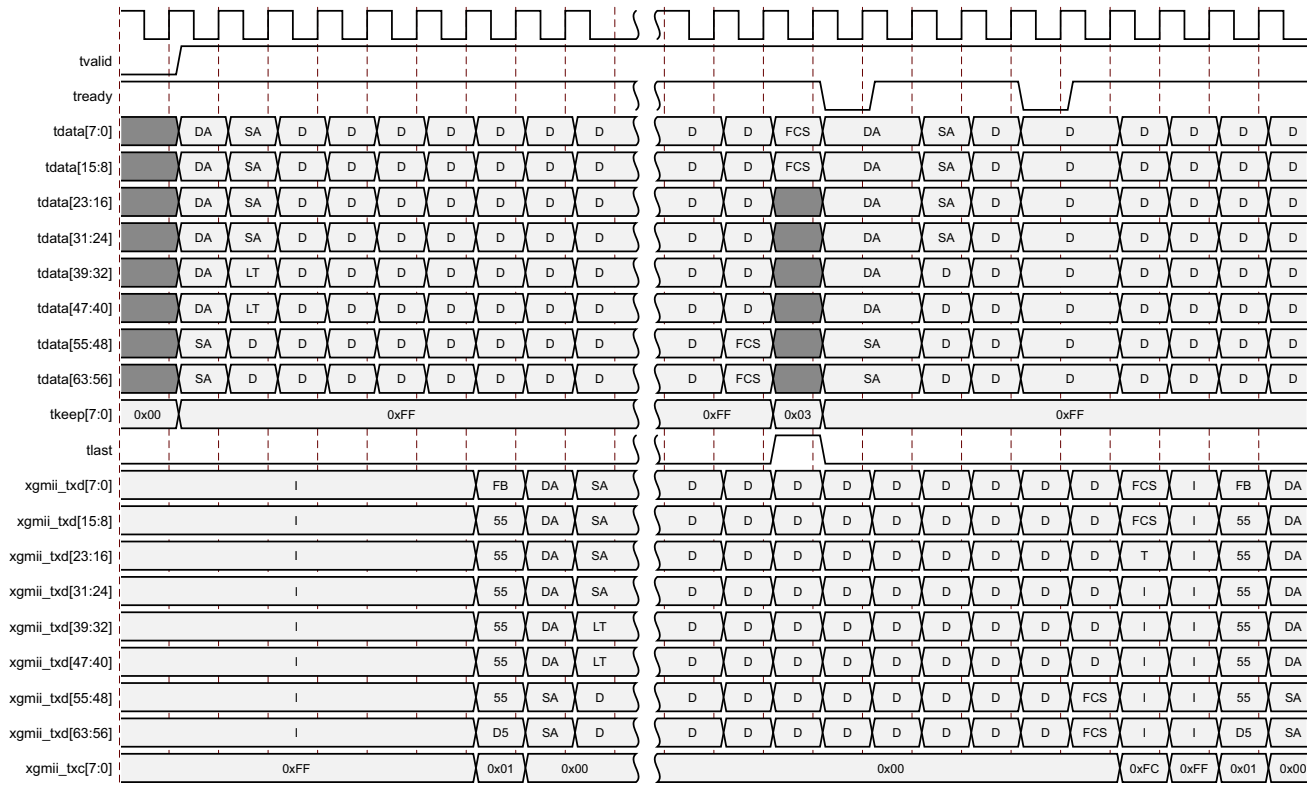 tvalid
tready
tdata[7:0] DA SA D D D D D D D D D FCS DA SA D D D D D D
tdata[15:8] DA SA D D D D D D D D D FCS DA SA D D D D D D
tdata[23:16] DA SA D D D D D D D D D DA SA D D D D D D
tdata[31:24] DA SA D D D D D D D D D DA SA D D D D D D
tdata[39:32] DA LT D D D D D D D D D DA D D D D D D D
tdata[47:40] DA LT D D D D D D D D D DA D D D D D D D
tdata[55:48] SA D D D D D D D D D FCS SA D D D D D D D
tdata[63:56] SA D D D D D D D D D FCS SA D D D D D D D
tkeep[7:0] 0x00 0xFF 0xFF 0x03 0xFF
tlast
xgmii_txd[7:0] I FB DA SA D D D D D D D D D FCS I FB DA
xgmii_txd[15:8] I 55 DA SA D D D D D D D D D FCS I 55 DA
xgmii_txd[23:16] I 55 DA SA D D D D D D D D D T I 55 DA
xgmii_txd[31:24] I 55 DA SA D D D D D D D D D I I 55 DA
xgmii_txd[39:32] I 55 DA LT D D D D D D D D D I I 55 DA
xgmii_txd[47:40] I 55 DA LT D D D D D D D D D I I 55 DA
xgmii_txd[55:48] I 55 SA D D D D D D D D D FCS I I 55 SA
xgmii_txd[63:56] I D5 SA D D D D D D D D D FCS I I D5 SA
xgmii_txc[7:0] 0xFF 0x01 0x00 0x00 0xFC 0xFF 0x01 0x00